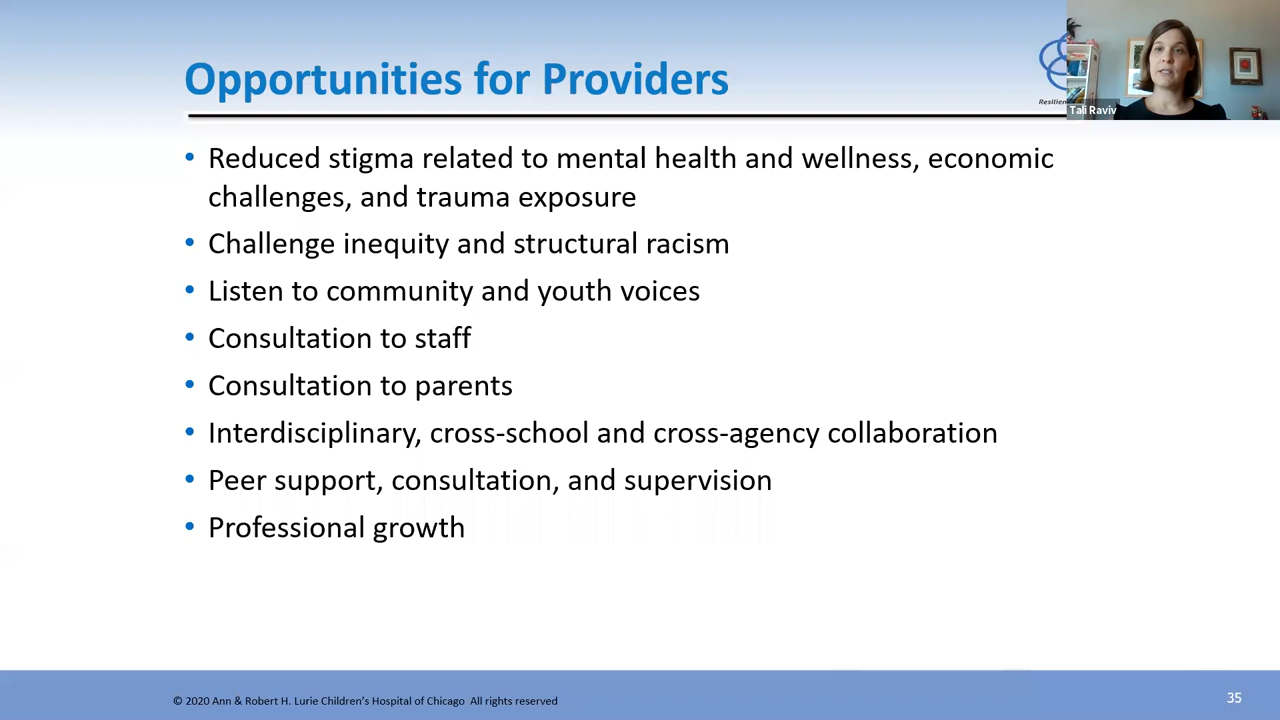 Opportunities for Providers
Tali Raviv
• Reduced stigma related to mental health and wellness, economic
challenges, and trauma exposure
• Challenge inequity and structural racism
• Listen to community and youth voices
• Consultation to staff
• Consultation to parents
• Interdisciplinary, cross-school and cross-agency collaboration
• Peer support, consultation, and supervision
• Professional growth
© 2020 Ann & Robert H. Lurie Children's Hospital of Chicago All rights reserved
35